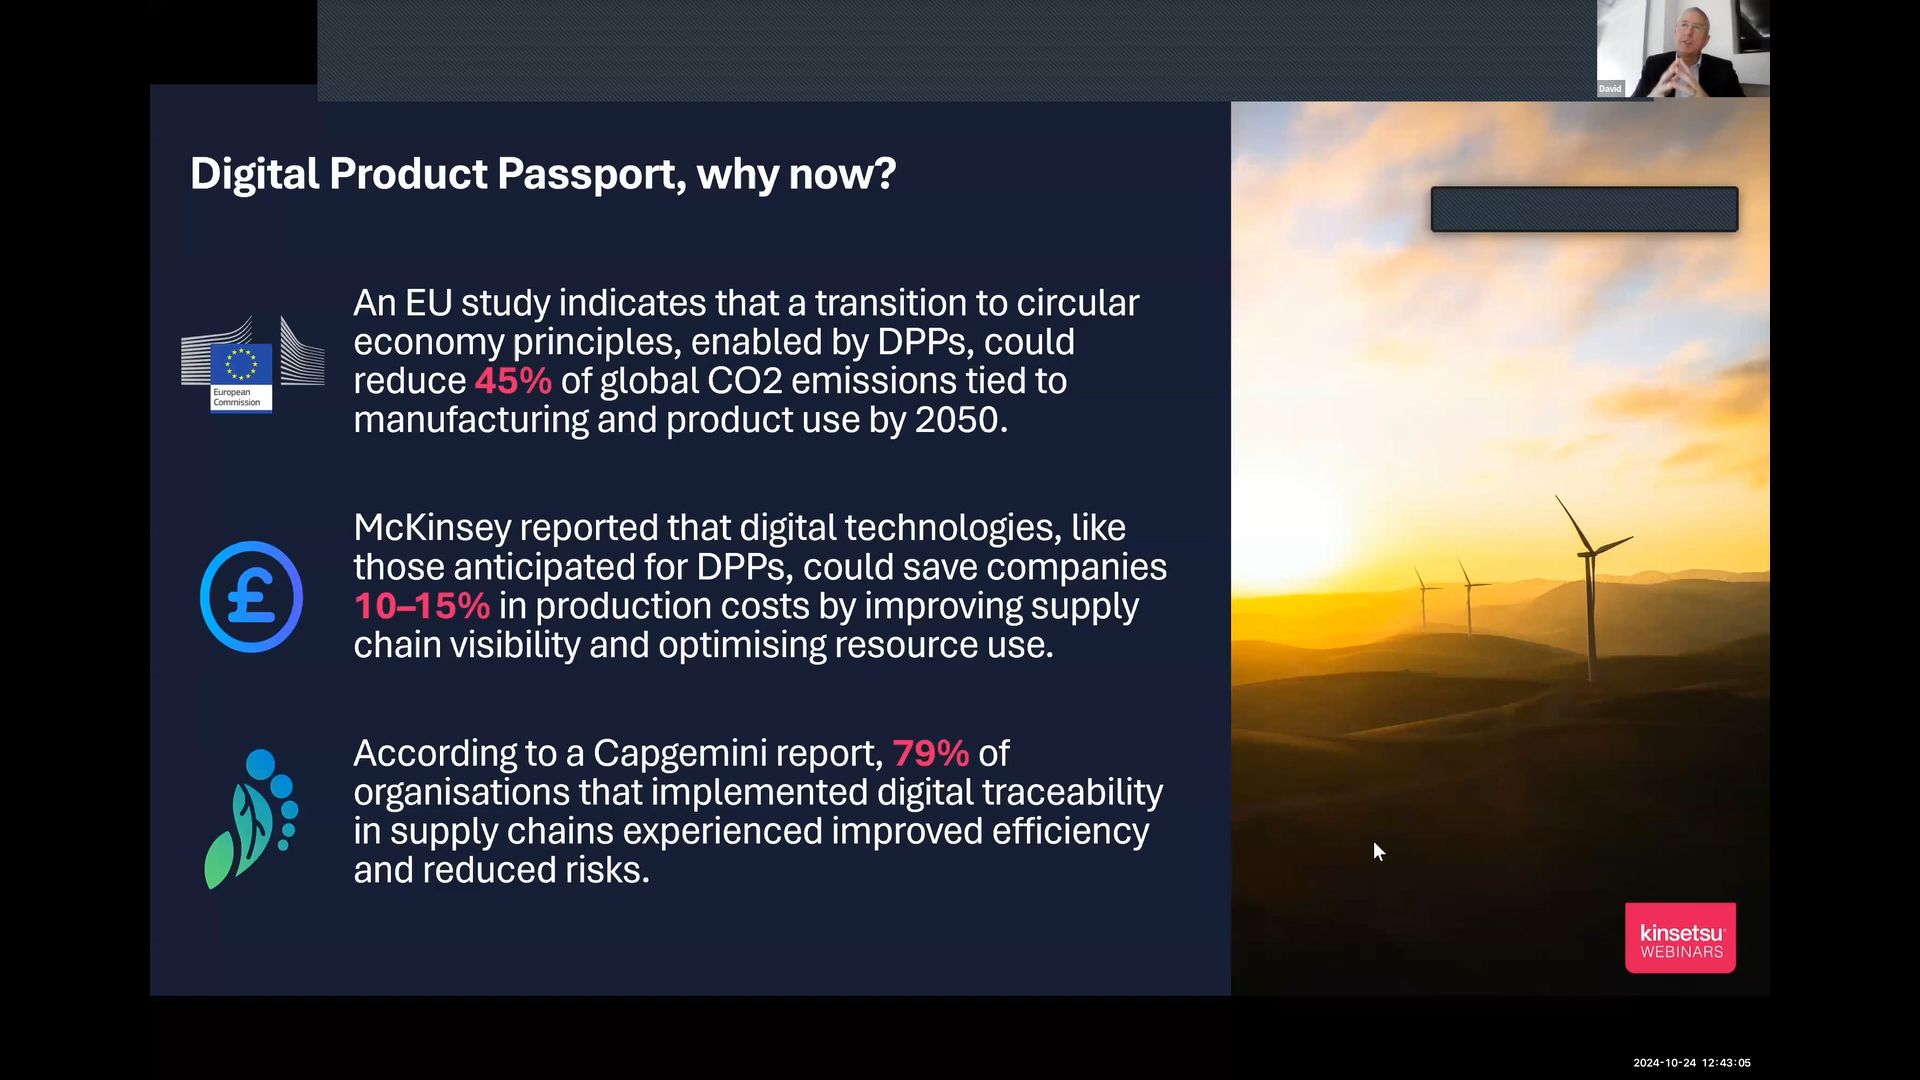 David
Digital Product Passport, why now?
An EU study indicates that a transition to circular
economy principles, enabled by DPPs, could
reduce 45% of global CO2 emissions tied to
manufacturing and product use by 2050.
European
Commission
McKinsey reported that digital technologies, like
those anticipated for DPPs, could save companies
10–15% in production costs by improving supply
chain visibility and optimising resource use.
£
According to a Capgemini report, 79% of
organisations that implemented digital traceability
in supply chains experienced improved efficiency
and reduced risks.
kinsetsu
WEBINARS
2024-10-24 12:43:05